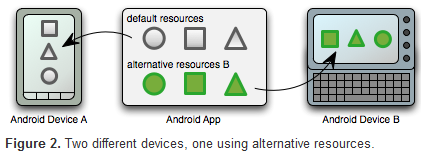 default resources
alternative resources B
Android Device A
Android App
Android Device B
Figure 2. Two different devices, one using alternative resources.